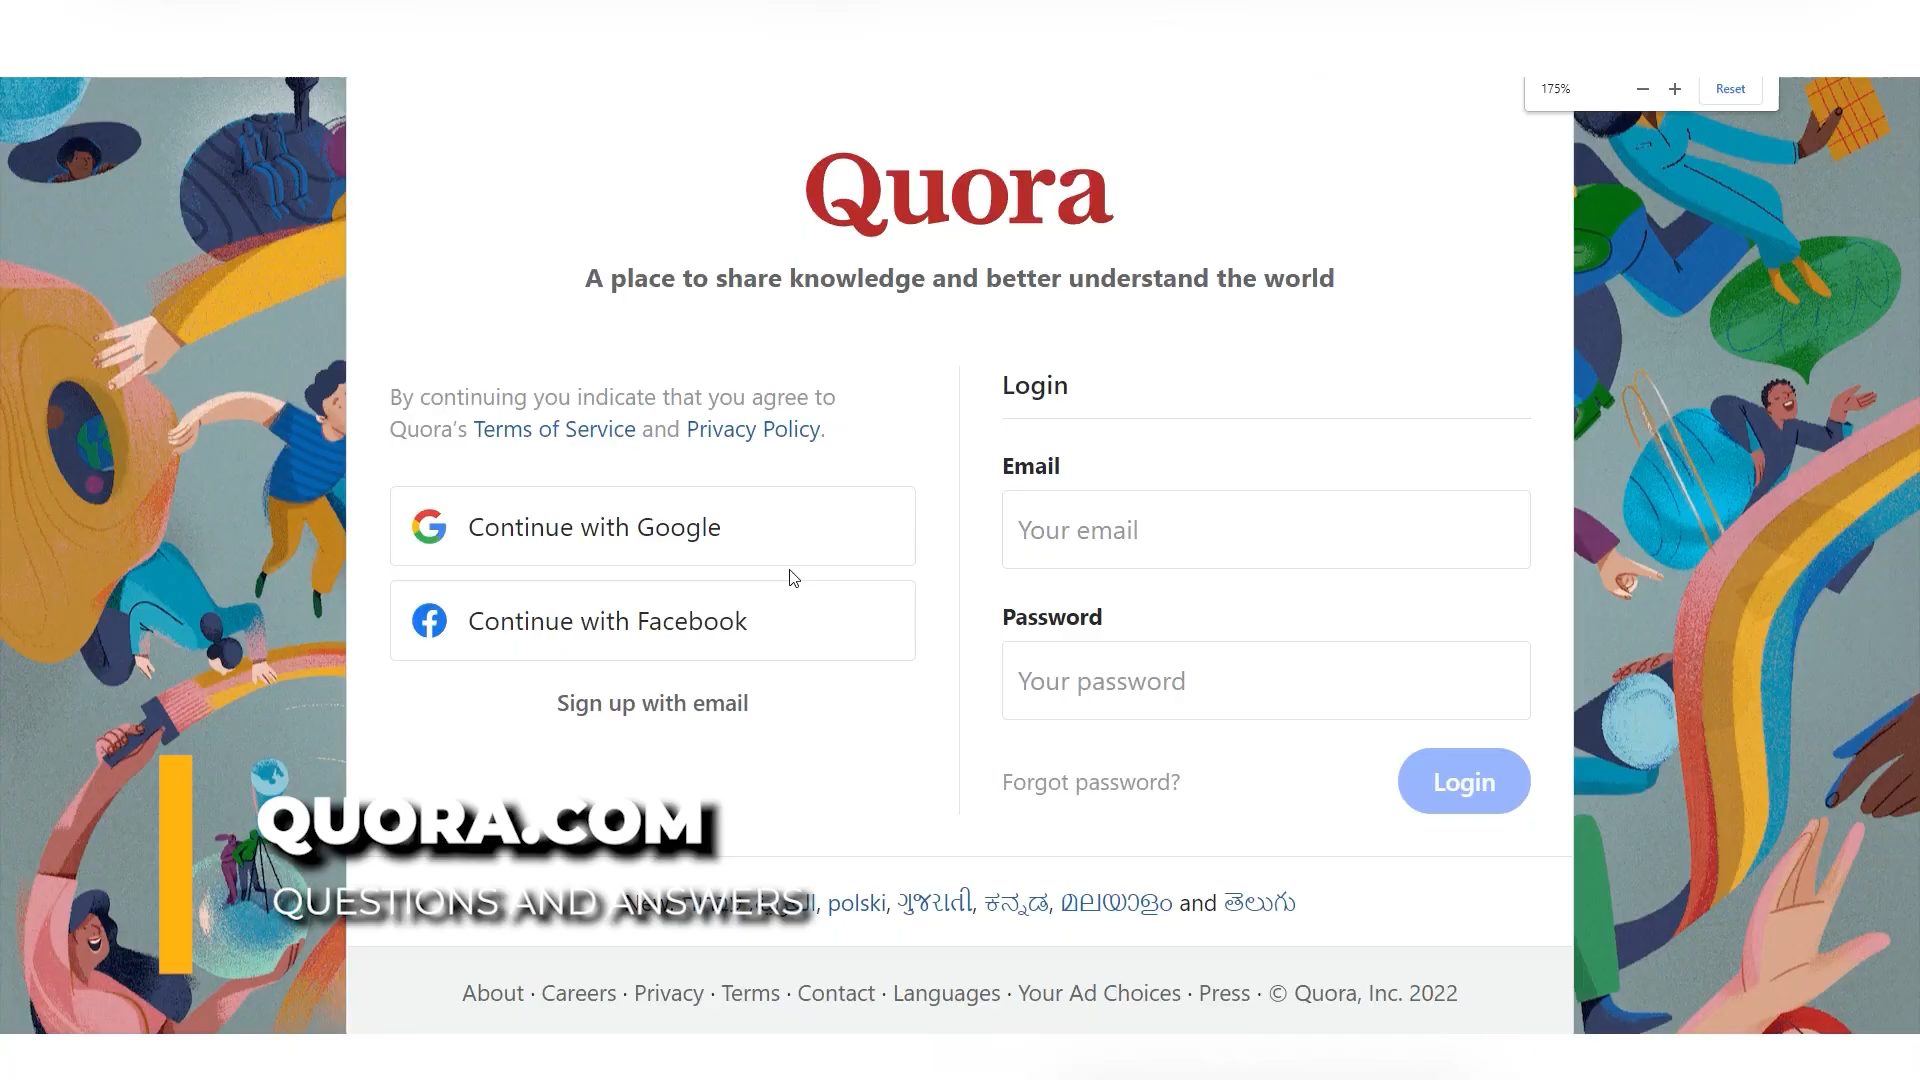 175%
Reset
Quora
A place to share knowledge and better understand the world
By continuing you indicate that you agree to
Quora's Terms of Service and Privacy Policy.
Continue with Google
Continue with Facebook
Sign up with email
Login
Email
Your email
Password
Your password
Forgot password?
Login
QUORA.COM
QUESTIONS AND ANSWERS
polski, ગુજરાતી, ಕನ್ನಡ, മലയാളം and తెలుగు
About · Careers · Privacy · Terms · Contact · Languages · Your Ad Choices · Press · © Quora, Inc. 2022